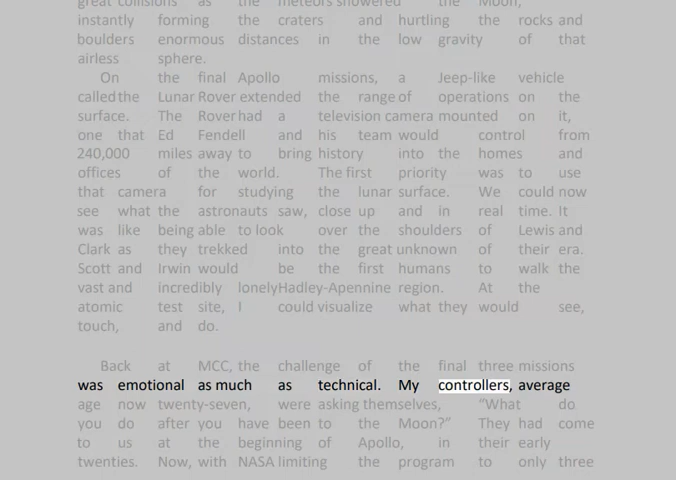 great collisions as the meteors showered the Moon,
instantly forming the craters and hurtling the rocks and
boulders enormous distances in the low gravity of that
airless sphere.
On the final Apollo missions, a Jeep-like vehicle
called the Lunar Rover extended the range of operations on the
surface. The Rover had a television camera mounted on it,
one that Ed Fendell and his team would control from
240,000 miles away to bring history into the homes and
offices of the world. The first priority was to use
that camera for studying the lunar surface. We could now
see what the astronauts saw, close up and in real time. It
was like being able to look over the shoulders of Lewis and
Clark as they trekked into the great unknown of their era.
Scott and Irwin would be the first humans to walk the
vast and incredibly lonely Hadley-Apennine region. At the
atomic test site, I could visualize what they would see,
touch, and do.
Back at MCC, the challenge of the final three missions
was emotional as much as technical. My controllers, average
age now twenty-seven, were asking themselves, "What do
you do after you have been to the Moon?" They had come
to us at the beginning of Apollo, in their early
twenties. Now, with NASA limiting the program to only three